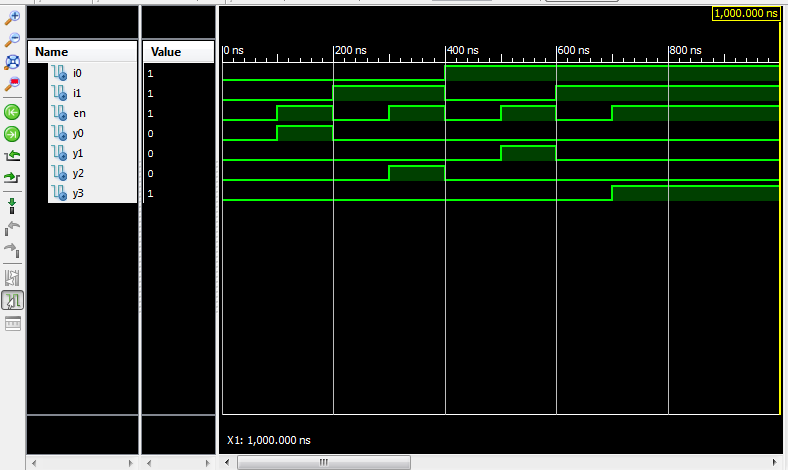 1,000.000 ns
Name Value
0 ns 200 ns 400 ns 600 ns 800 ns
i0 1
i1 1
en 1
y0 0
y1 0
y2 0
y3 1
X1: 1,000.000 ns